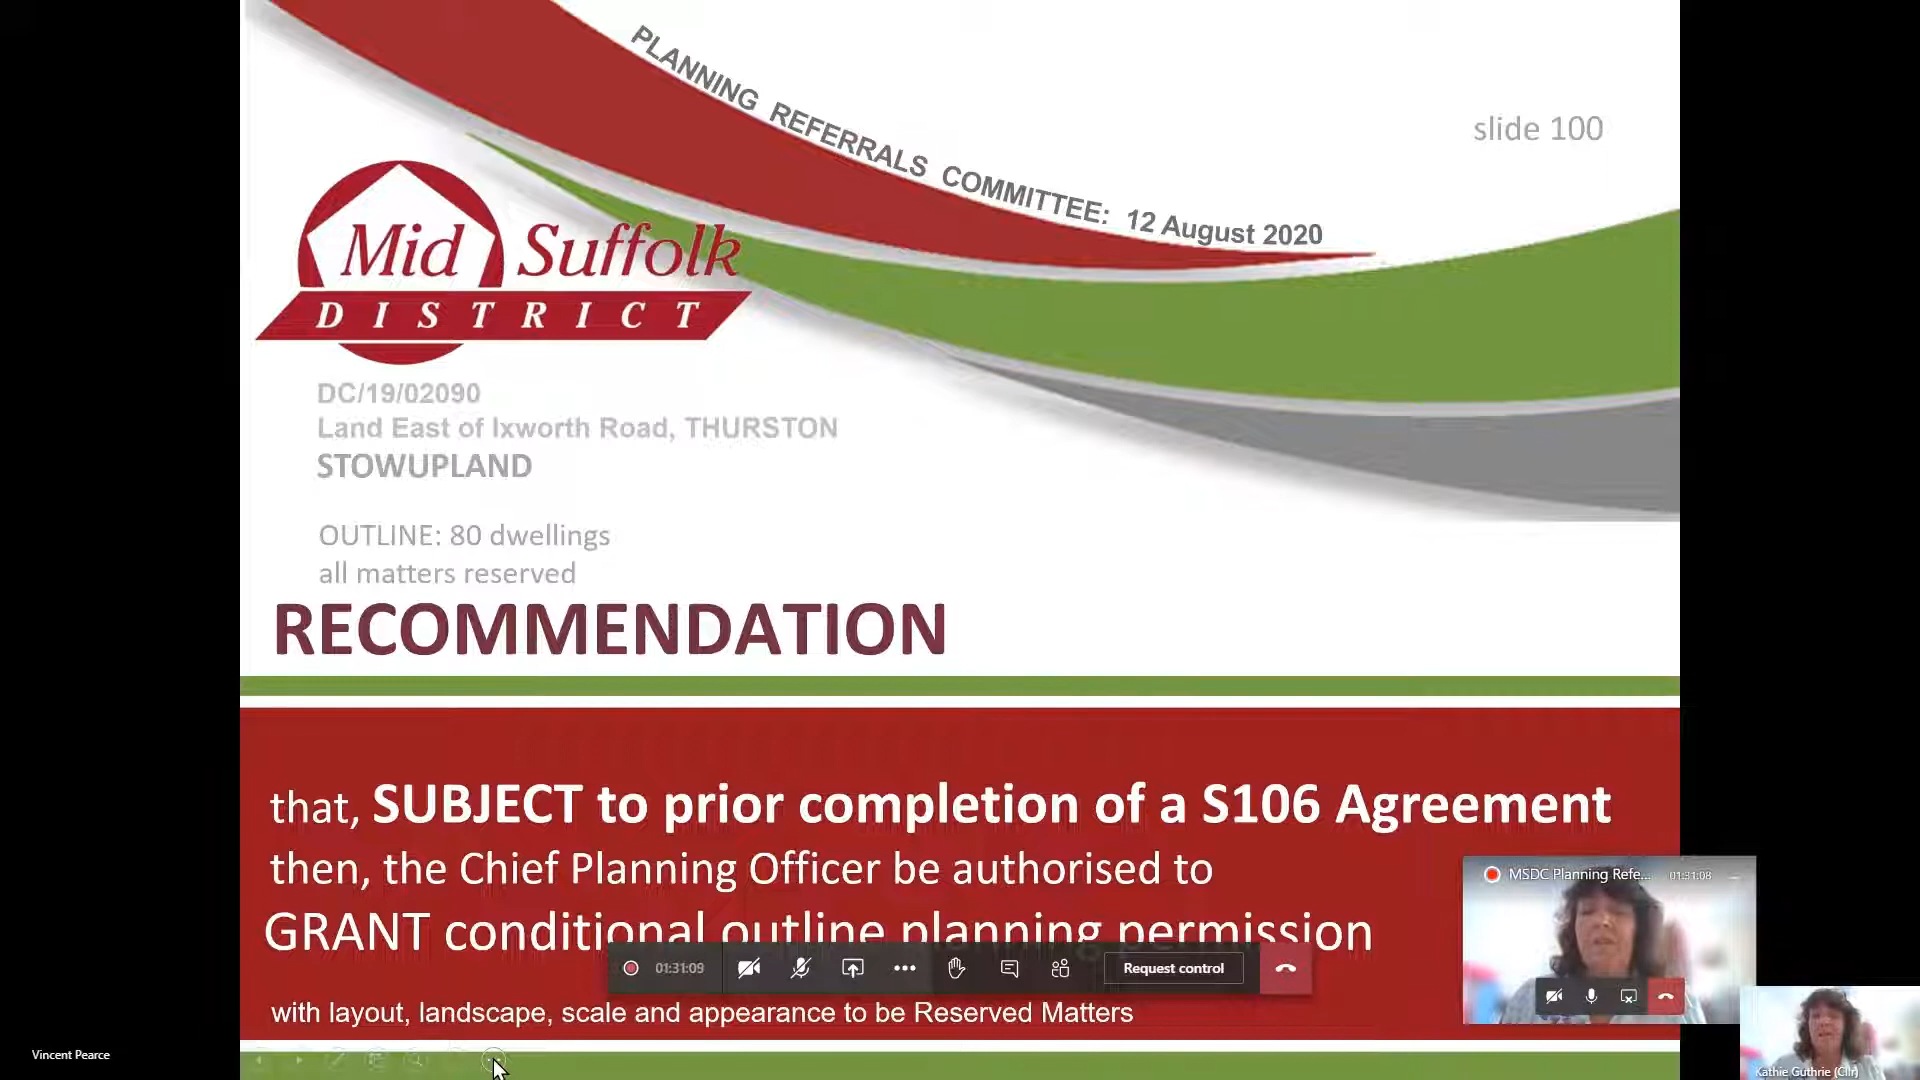 PLANNING REFERRALS COMMITTEE: 12 August 2020
slide 100
Mid Suffolk
DISTRICT
DC/19/02090
Land East of Ixworth Road, THURSTON
STOWUPLAND
OUTLINE: 80 dwellings
all matters reserved
RECOMMENDATION
that, SUBJECT to prior completion of a S106 Agreement
then, the Chief Planning Officer be authorised to
GRANT conditional outline planning permission
with layout, landscape, scale and appearance to be Reserved Matters
MSDC Planning Refe...
01:31:08
01:31:09
Request control
Vincent Pearce
Kathie Guthrie (Cllr)